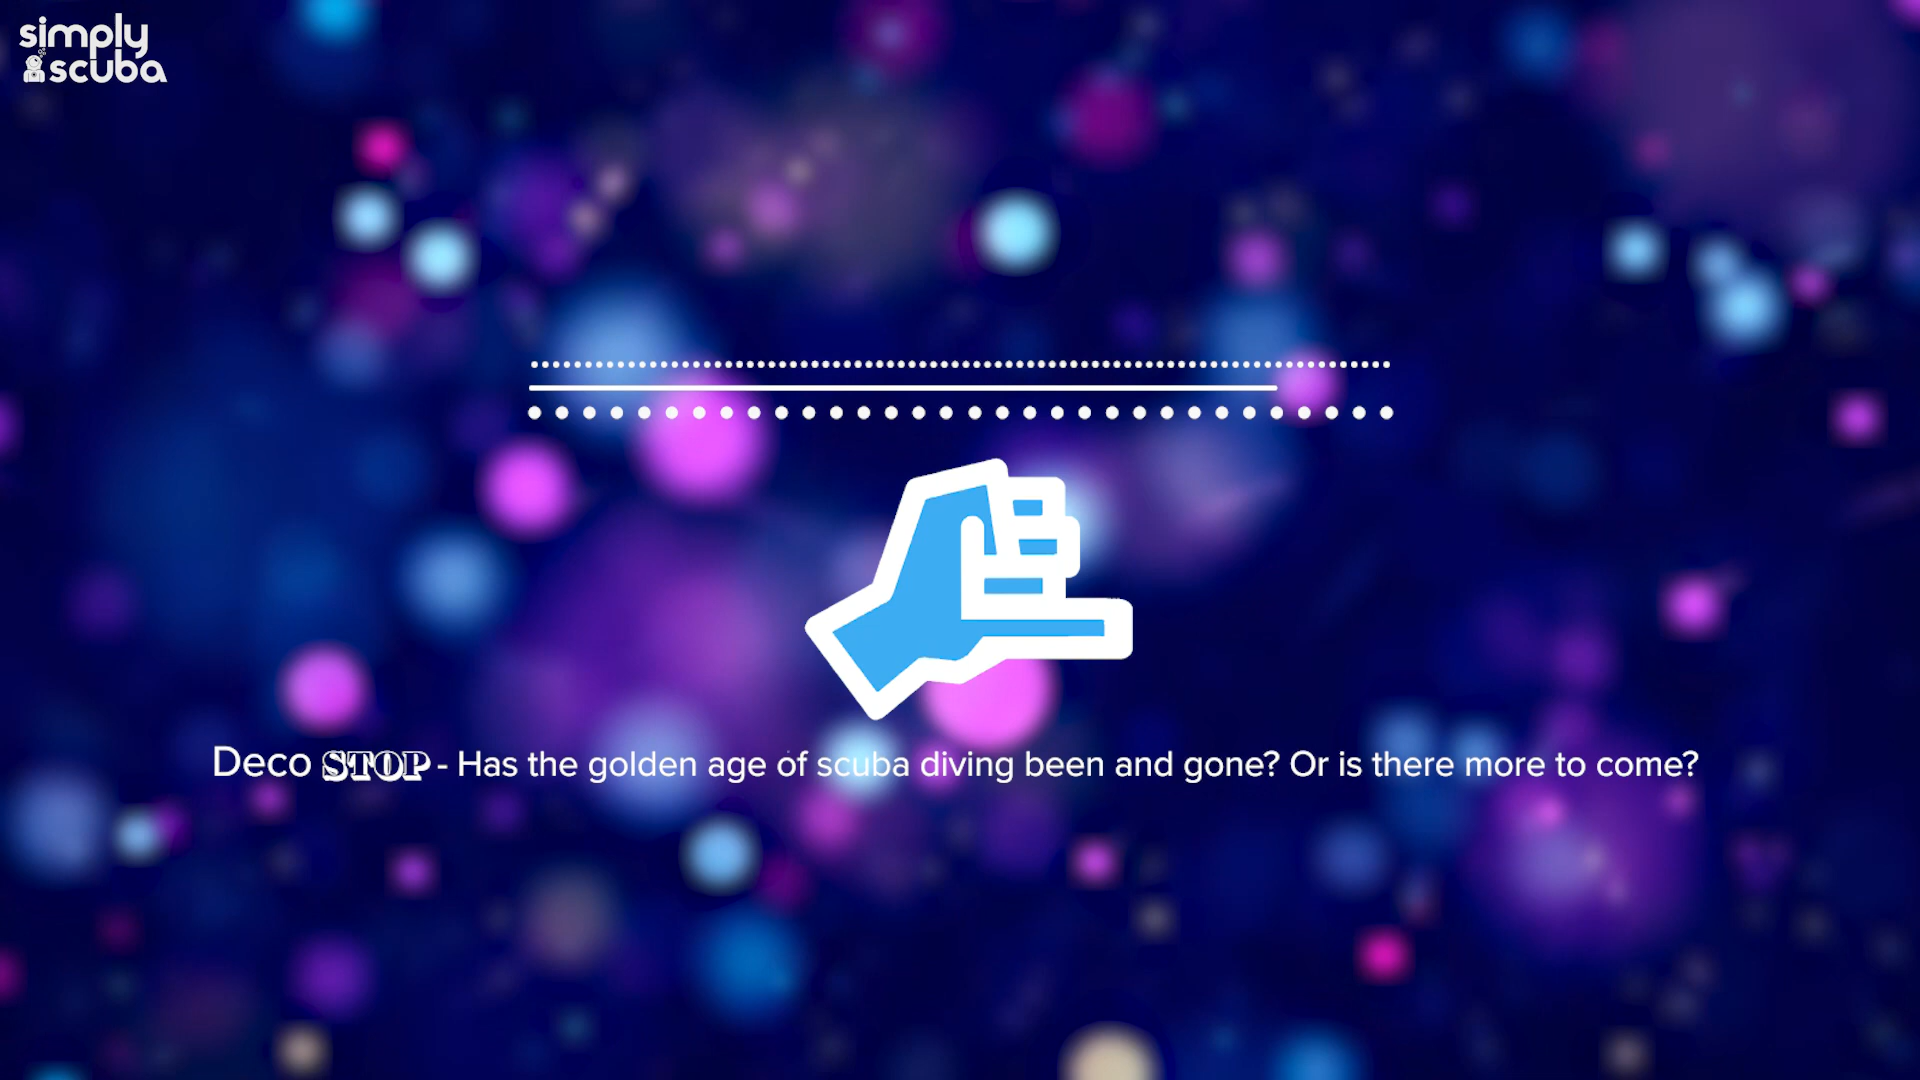 simply
scuba
Deco STOP - Has the golden age of scuba diving been and gone? Or is there more to come?